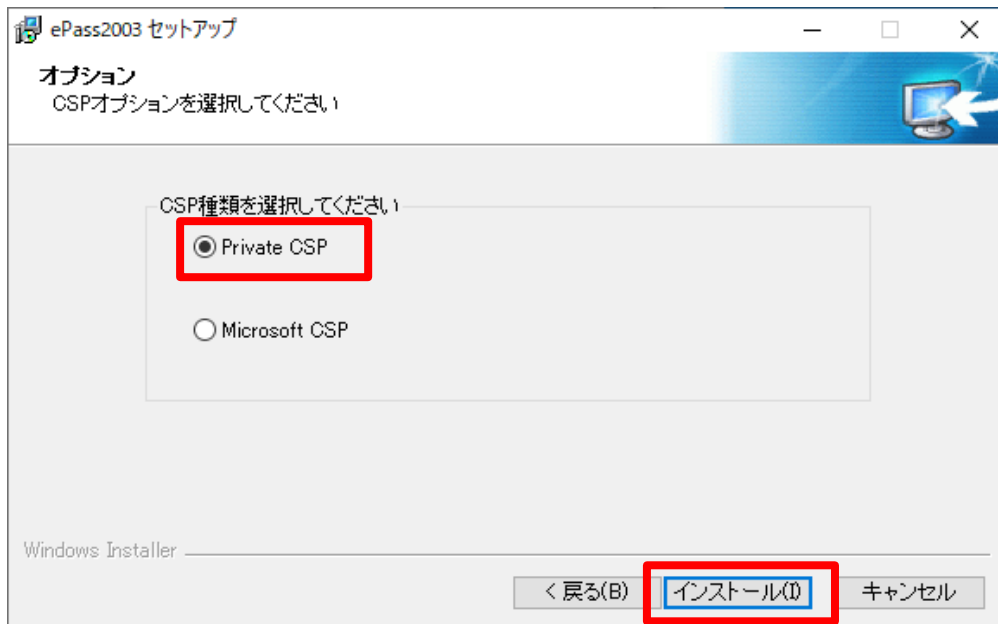 ePass2003 セットアップ
オプション
CSPオプションを選択してください
CSP種類を選択してください
Private CSP
Microsoft CSP
Windows Installer
< 戻る(B)
インストール(I)
キャンセル